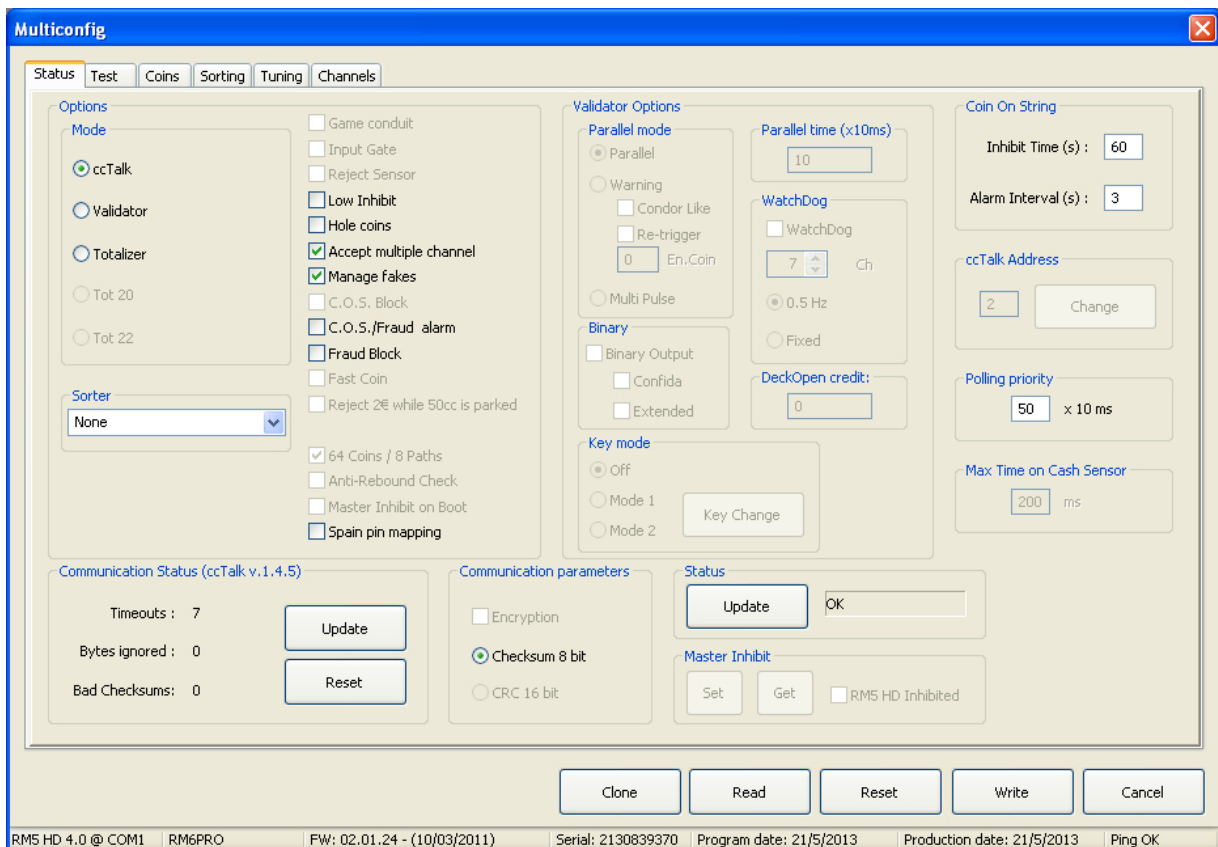 Multiconfig
Status Test Coins Sorting Tuning Channels
Options
Mode
ccTalk
Validator
Totalizer
Tot 20
Tot 22
Sorter
None
Game conduit
Input Gate
Reject Sensor
Low Inhibit
Hole coins
Accept multiple channel
Manage fakes
C.O.S. Block
C.O.S./Fraud alarm
Fraud Block
Fast Coin
Reject 2€ while 50cc is parked
64 Coins / 8 Paths
Anti-Rebound Check
Master Inhibit on Boot
Spain pin mapping
Validator Options
Parallel mode
Parallel
Warning
Condor Like
Re-trigger
0 En.Coin
Multi Pulse
Binary
Binary Output
Confida
Extended
Key mode
Off
Mode 1
Mode 2
Key Change
Parallel time (x10ms)
10
WatchDog
WatchDog
7 Ch
0.5 Hz
Fixed
DeckOpen credit:
0
Coin On String
Inhibit Time (s) : 60
Alarm Interval (s) : 3
ccTalk Address
2 Change
Polling priority
50 x 10 ms
Max Time on Cash Sensor
200 ms
Communication Status (ccTalk v.1.4.5)
Timeouts : 7
Bytes ignored : 0
Bad Checksums: 0
Update
Reset
Communication parameters
Encryption
Checksum 8 bit
CRC 16 bit
Status
Update OK
Master Inhibit
Set Get RM5 HD Inhibited
Clone Read Reset Write Cancel
RM5 HD 4.0 @ COM1 RM6PRO FW: 02.01.24 - (10/03/2011) Serial: 2130839370 Program date: 21/5/2013 Production date: 21/5/2013 Ping OK